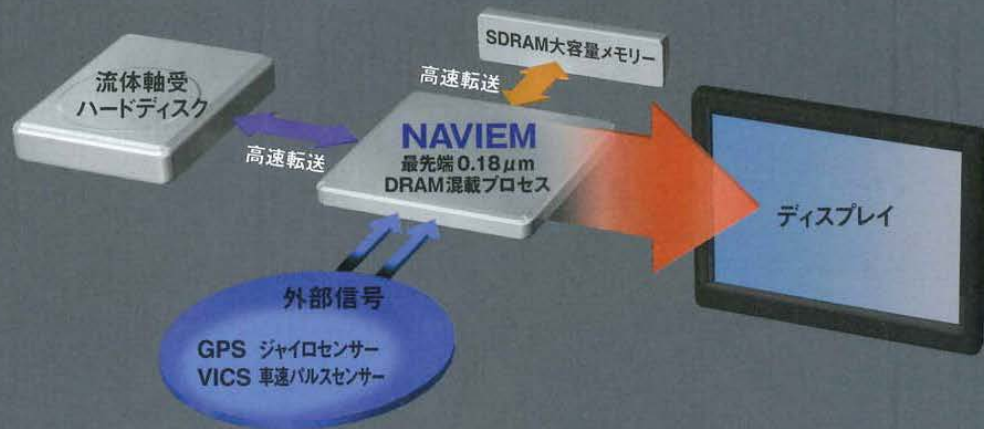 SDRAM大容量メモリー
高速転送
流体軸受
ハードディスク
高速転送
NAVIEM
最先端0.18μm
DRAM混載プロセス
ディスプレイ
外部信号
GPS ジャイロセンサー
VICS 車速パルスセンサー